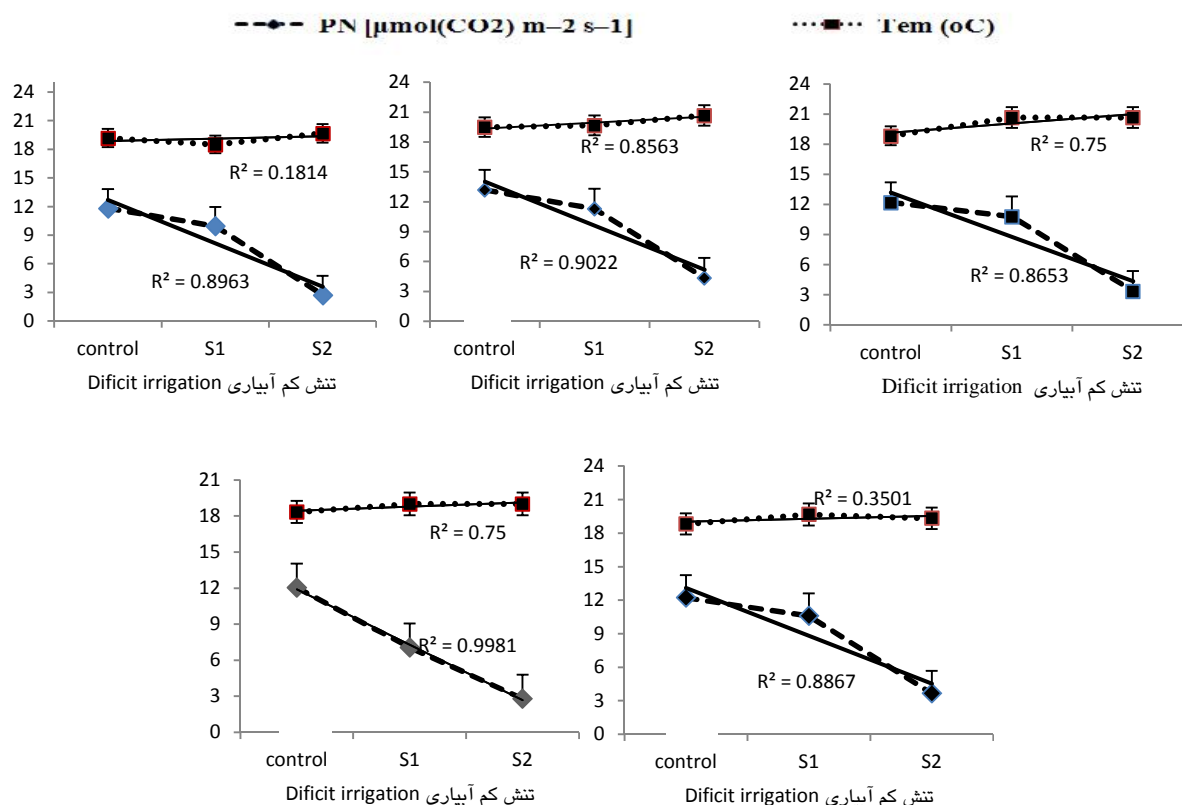 PN [µmol(CO2) m–2 s–1] Tem (oC)
24
21
18
15
12
9
6
3
0
R² = 0.1814
R² = 0.8963
control S1 S2
Dificit irrigation تنش کم آبیاری
24
21
18
15
12
9
6
3
0
R² = 0.8563
R² = 0.9022
control S1 S2
Dificit irrigation تنش کم آبیاری
24
21
18
15
12
9
6
3
0
R² = 0.75
R² = 0.8653
control S1 S2
Dificit irrigation تنش کم آبیاری
21
18
15
12
9
6
3
0
R² = 0.75
R² = 0.9981
control S1 S2
Dificit irrigation تنش کم آبیاری
24
21
18
15
12
9
6
3
0
R² = 0.3501
R² = 0.8867
control S1 S2
Dificit irrigation تنش کم آبیاری